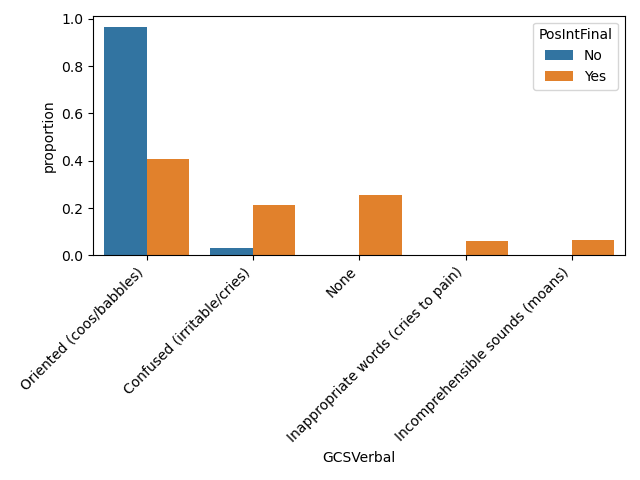 1.0
0.8
0.6
0.4
0.2
0.0
proportion
PosIntFinal
No
Yes
Oriented (coos/babbles)
Confused (irritable/cries)
None
Inappropriate words (cries to pain)
Incomprehensible sounds (moans)
GCSVerbal